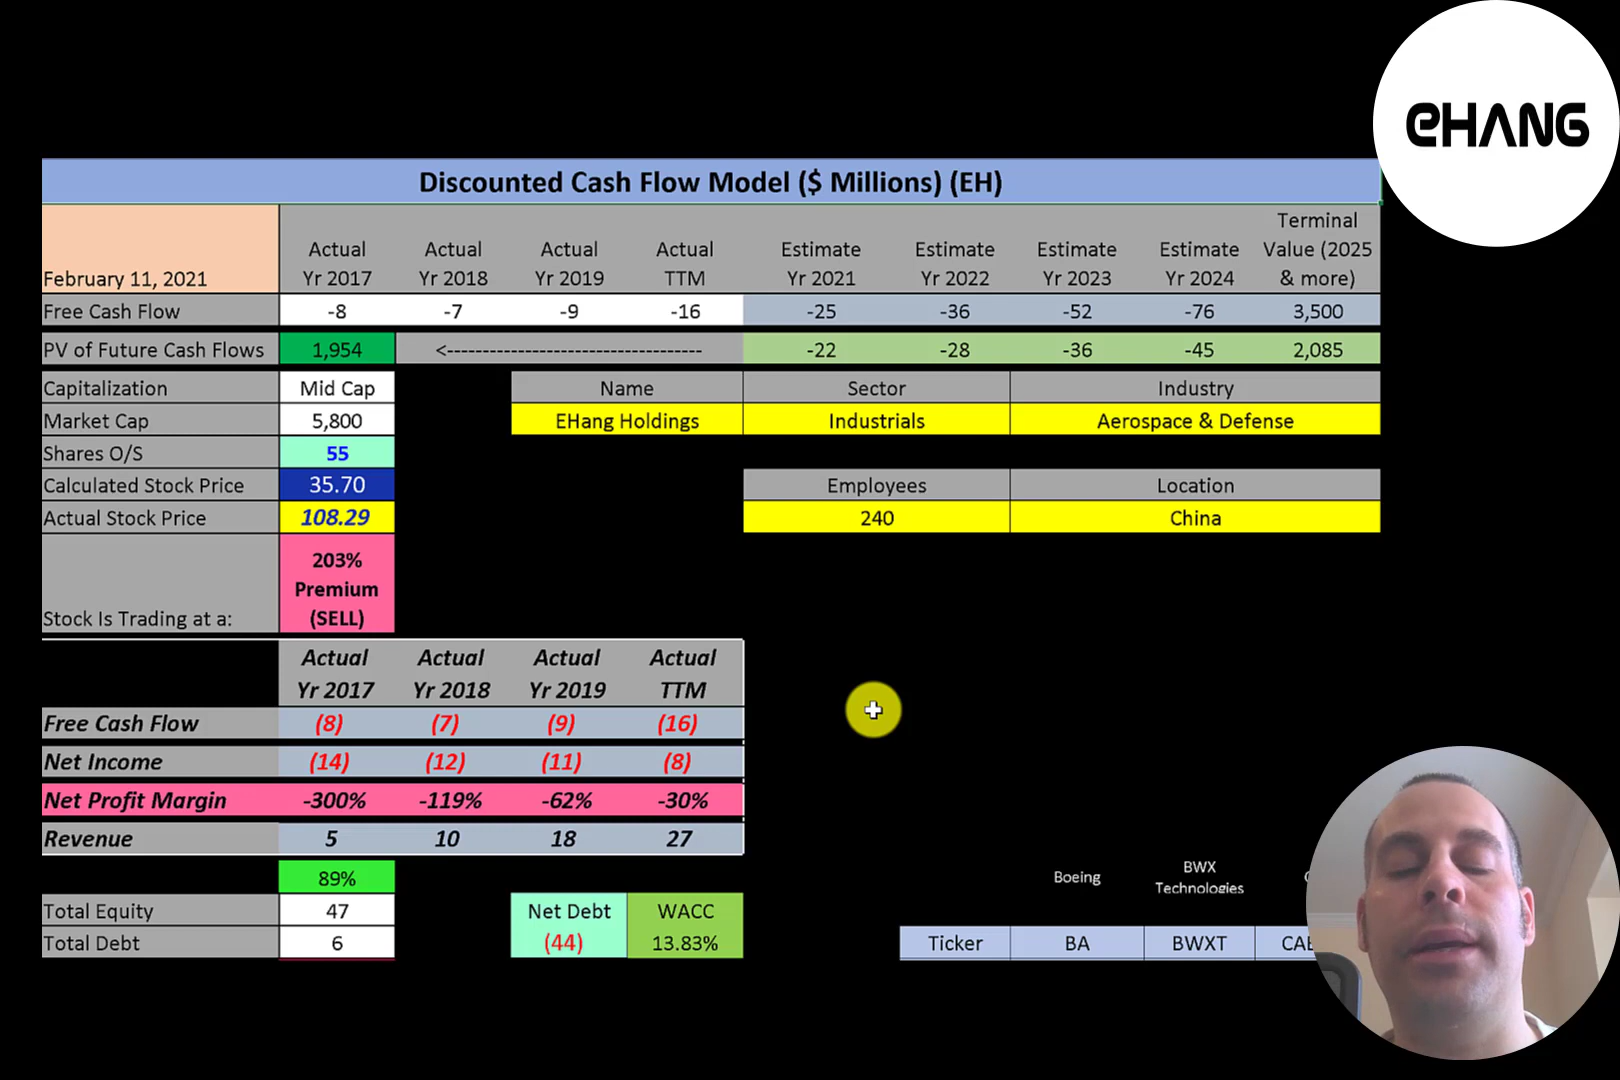 eHANG
Discounted Cash Flow Model ($ Millions) (EH)
February 11, 2021
Actual Yr 2017
Actual Yr 2018
Actual Yr 2019
Actual TTM
Estimate Yr 2021
Estimate Yr 2022
Estimate Yr 2023
Estimate Yr 2024
Terminal Value (2025 & more)
Free Cash Flow -8 -7 -9 -16 -25 -36 -52 -76 3,500
PV of Future Cash Flows 1,954 <------------------------------------ -22 -28 -36 -45 2,085
Capitalization Mid Cap Name Sector Industry
Market Cap 5,800 EHang Holdings Industrials Aerospace & Defense
Shares O/S 55
Calculated Stock Price 35.70 Employees Location
Actual Stock Price 108.29 240 China
Stock Is Trading at a: 203% Premium (SELL)
Actual Yr 2017
Actual Yr 2018
Actual Yr 2019
Actual TTM
Free Cash Flow (8) (7) (9) (16)
Net Income (14) (12) (11) (8)
Net Profit Margin -300% -119% -62% -30%
Revenue 5 10 18 27
89%
Total Equity 47 Net Debt WACC
Total Debt 6 (44) 13.83%
Boeing
BWX Technologies
Ticker BA BWXT